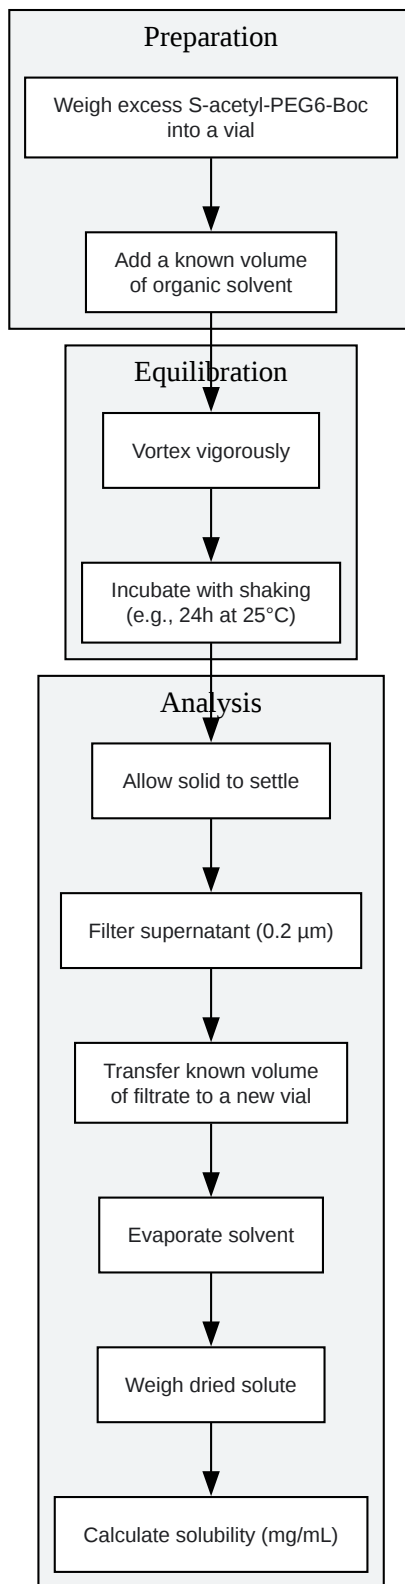 Preparation
Weigh excess S-acetyl-PEG6-Boc
into a vial
Add a known volume
of organic solvent
Equilibration
Vortex vigorously
Incubate with shaking
(e.g., 24h at 25°C)
Analysis
Allow solid to settle
Filter supernatant (0.2 µm)
Transfer known volume
of filtrate to a new vial
Evaporate solvent
Weigh dried solute
Calculate solubility (mg/mL)